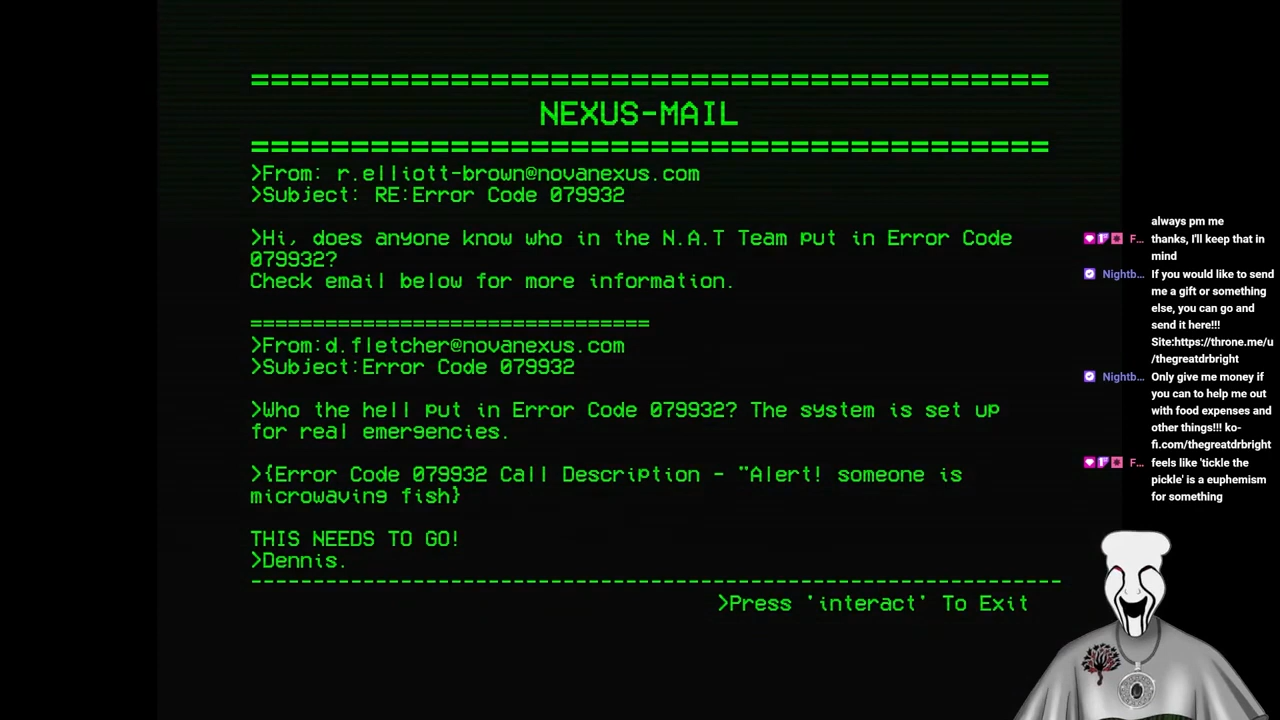 ========================================
NEXUS-MAIL
========================================
>From: r.elliott-brown@novanexus.com
>Subject: RE:Error Code 079932
>Hi, does anyone know who in the N.A.T Team put in Error Code
079932?
Check email below for more information.
================================
>From:d.fletcher@novanexus.com
>Subject:Error Code 079932
>Who the hell put in Error Code 079932? The system is set up
for real emergencies.
>{Error Code 079932 Call Description - "Alert! someone is
microwaving fish}
THIS NEEDS TO GO!
>Dennis.
-----------------------------------------------------------------
>Press 'interact' To Exit
always pm me
F... thanks, I'll keep that in
mind
Nightb... If you would like to send
me a gift or something
else, you can go and
send it here!!!
Site:https://throne.me/u
/thegreatdrbright
Nightb... Only give me money if
you can to help me out
with food expenses and
other things!!! ko-
fi.com/thegreatdrbright
F... feels like 'tickle the
pickle' is a euphemism
for something